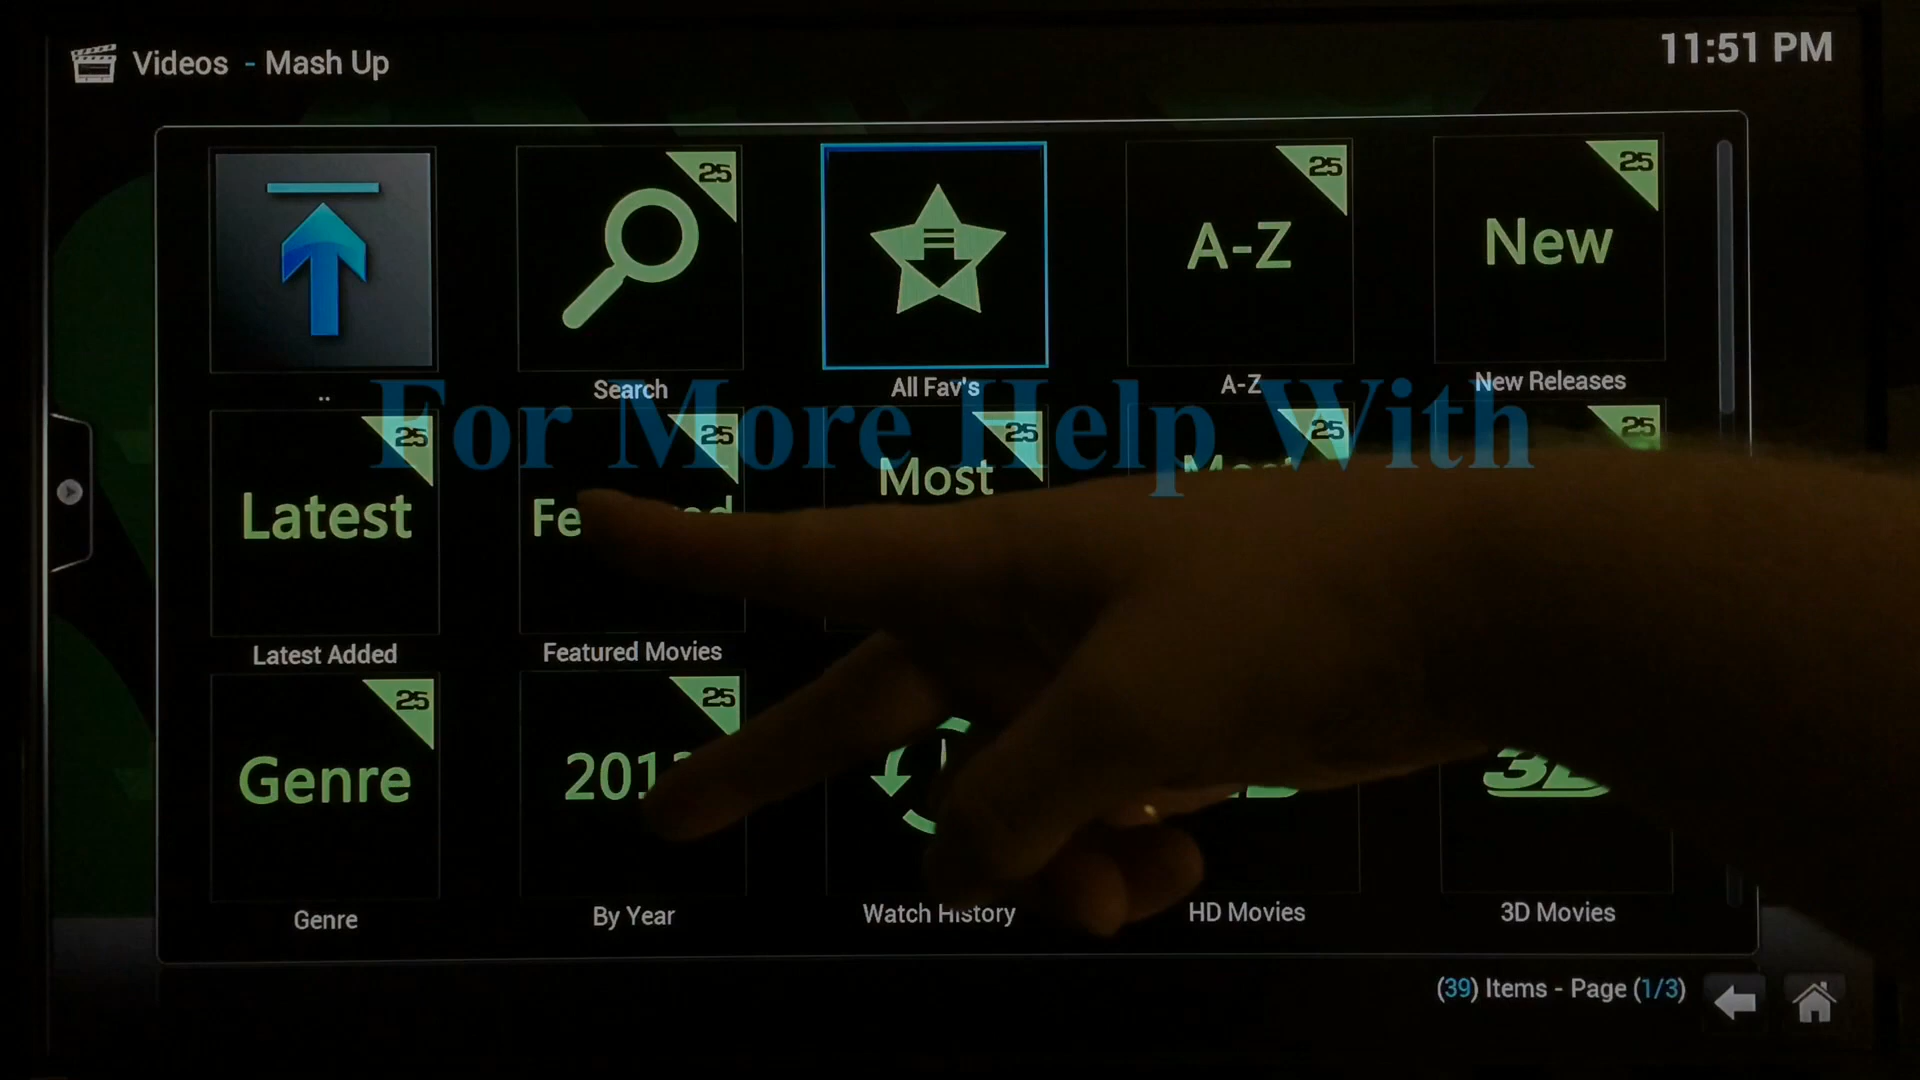 Videos - Mash Up
11:51 PM
25
25
25
A-Z
New
..
Search
All Fav's
A-Z
New Releases
For More Help With
25
25
25
25
25
Latest
Most
Latest Added
Featured Movies
25
25
Genre
Genre
By Year
Watch History
HD Movies
3D Movies
(39) Items - Page (1/3)